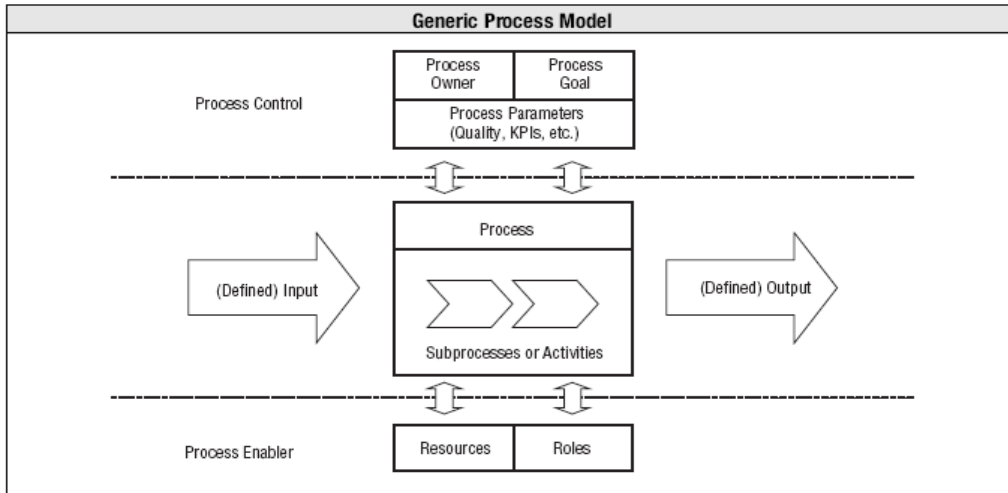 Generic Process Model
Process Control
Process
Owner
Process
Goal
Process Parameters
(Quality, KPIs, etc.)
Process
(Defined) Input
Subprocesses or Activities
(Defined) Output
Process Enabler
Resources
Roles